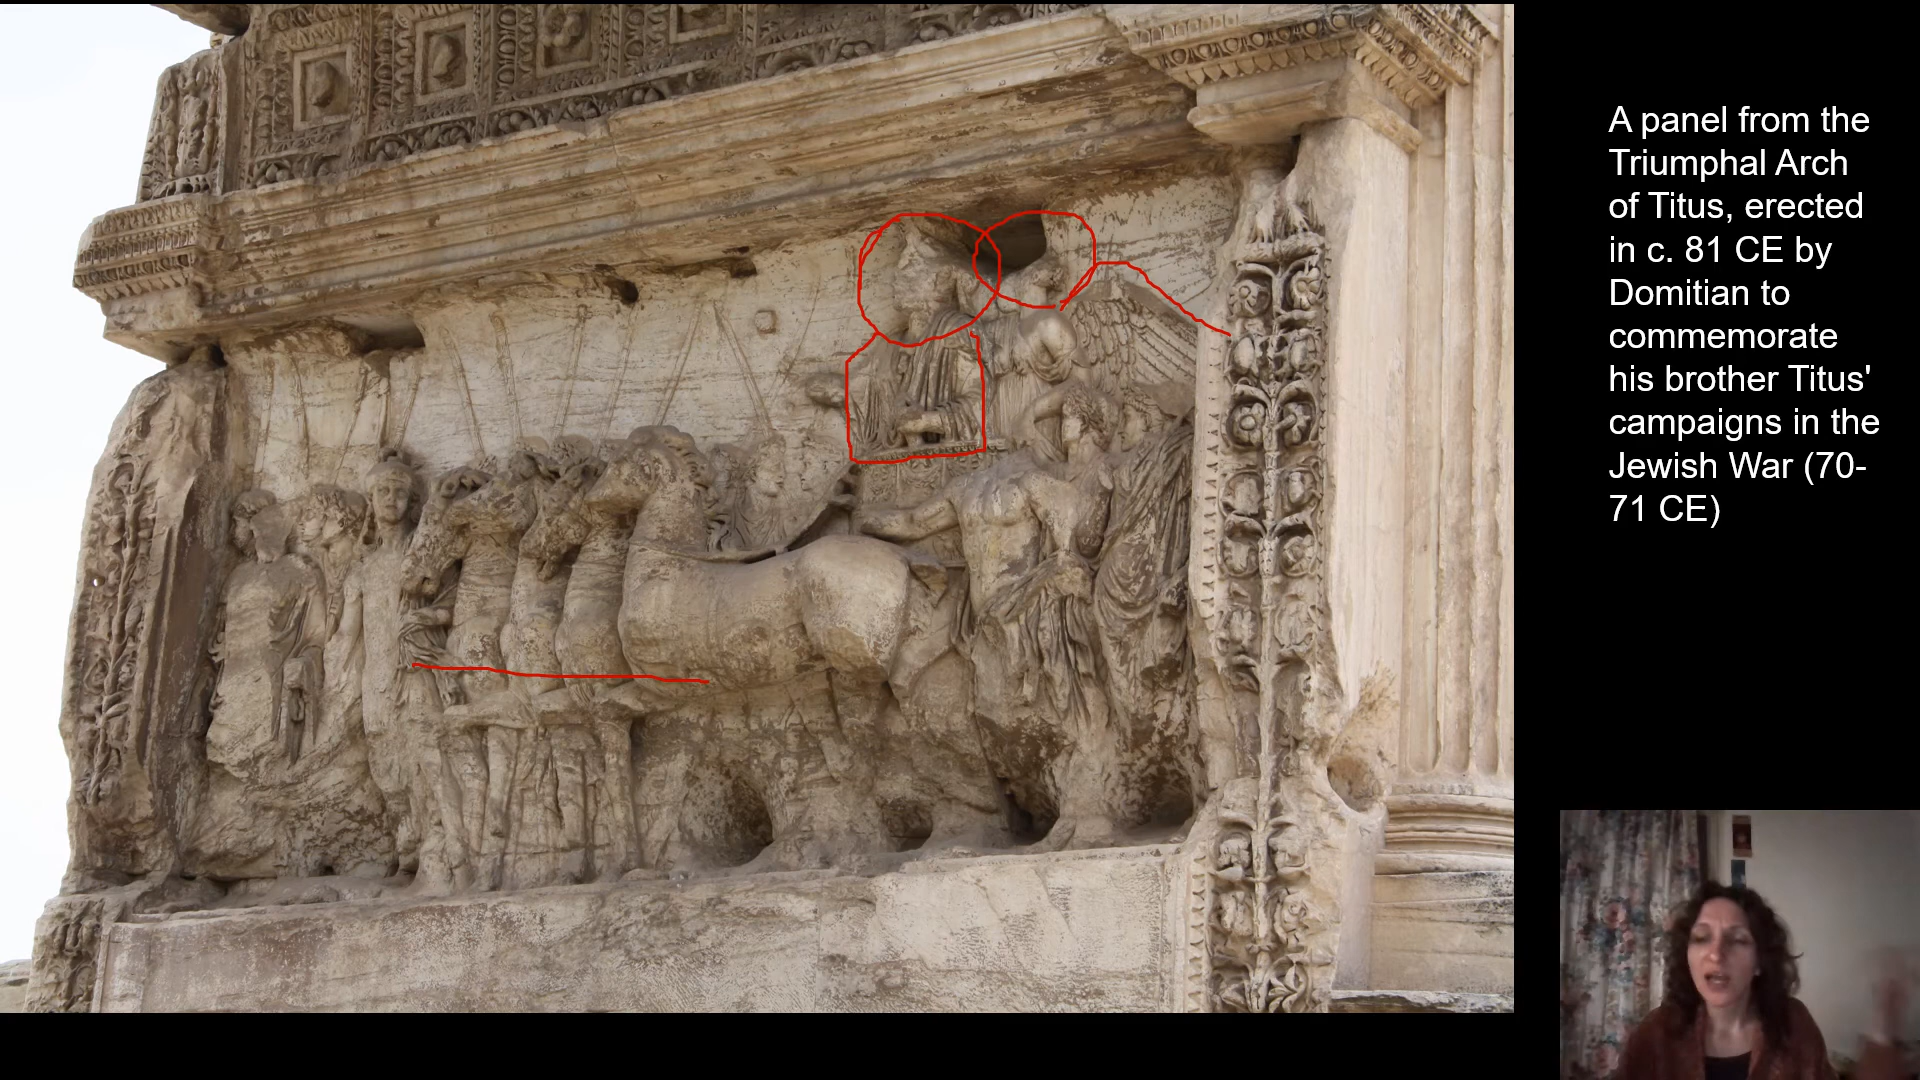 A panel from the
Triumphal Arch
of Titus, erected
in c. 81 CE by
Domitian to
commemorate
his brother Titus'
campaigns in the
Jewish War (70-
71 CE)